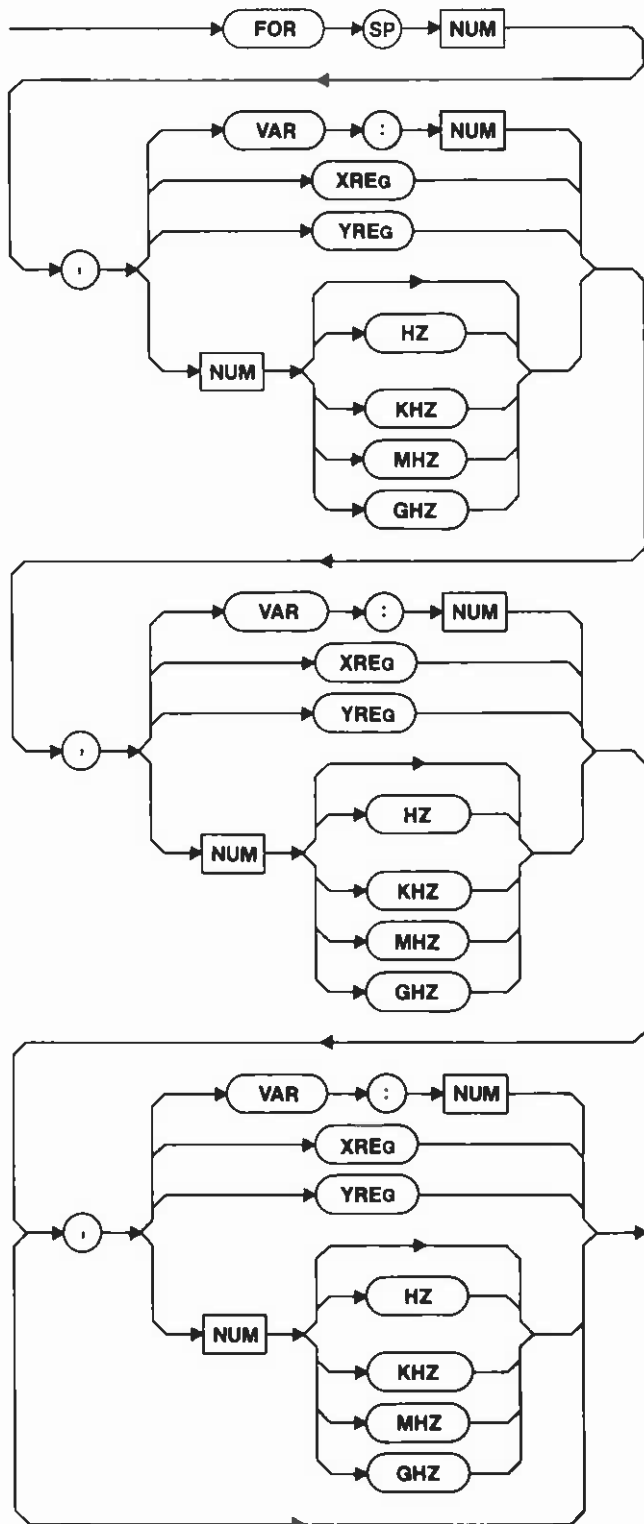 FOR SP NUM
VAR : NUM
XREG
YREG
,
HZ
NUM
KHZ
MHZ
GHZ
VAR : NUM
XREG
YREG
,
HZ
NUM
KHZ
MHZ
GHZ
VAR : NUM
XREG
YREG
,
HZ
NUM
KHZ
MHZ
GHZ